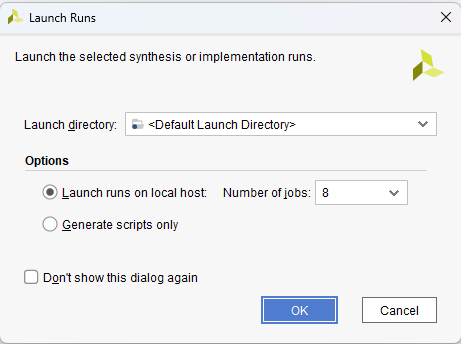 Launch Runs
Launch the selected synthesis or implementation runs.
Launch directory: <Default Launch Directory>
Options
Launch runs on local host: Number of jobs: 8
Generate scripts only
Don't show this dialog again
OK Cancel